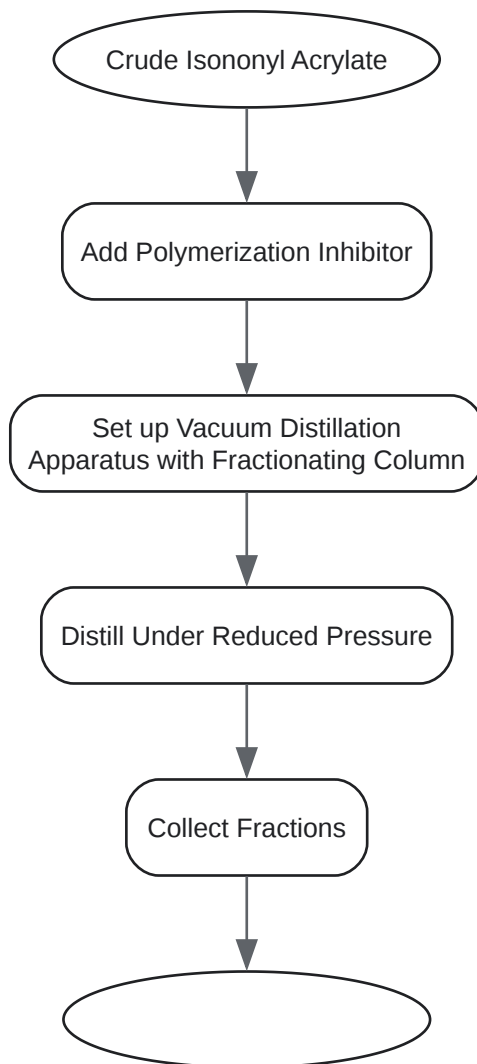 Crude Isononyl Acrylate
Add Polymerization Inhibitor
Set up Vacuum Distillation
Apparatus with Fractionating Column
Distill Under Reduced Pressure
Collect Fractions